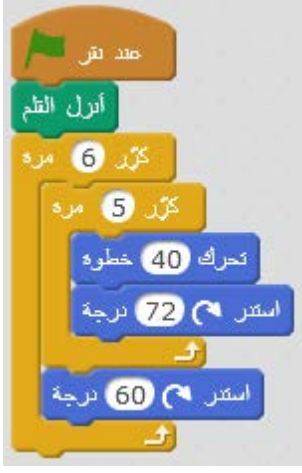 عند نقر
أنزل القلم
كرّر 6 مرة
كرّر 5 مرة
تحرك 40 خطوة
استدر 72 درجة
استدر 60 درجة